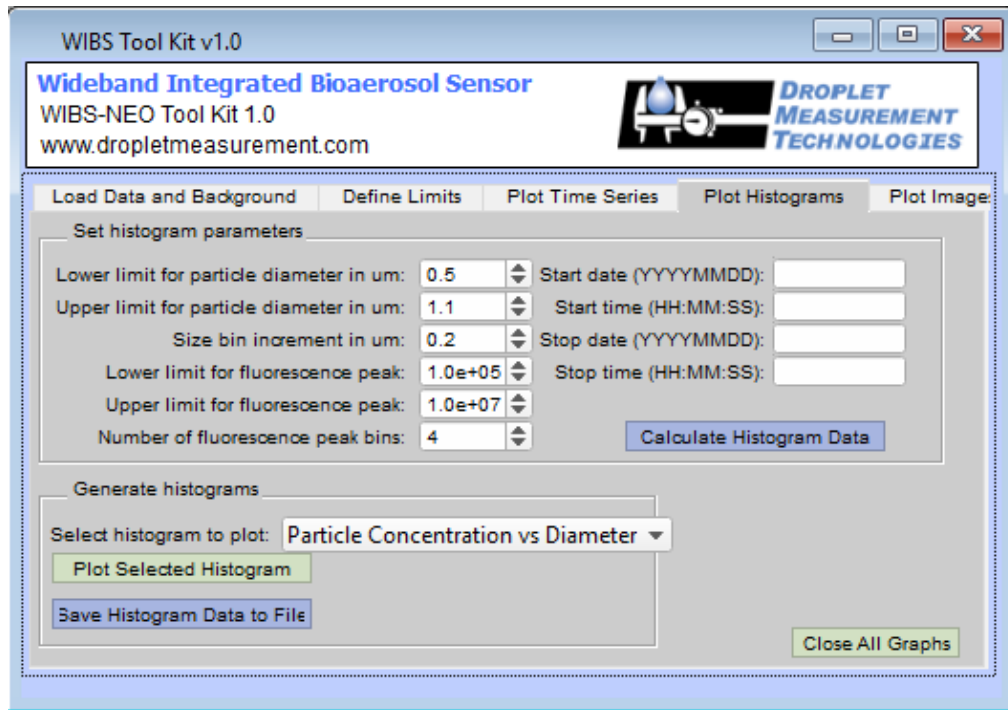 WIBS Tool Kit v1.0
Wideband Integrated Bioaerosol Sensor
WIBS-NEO Tool Kit 1.0
www.dropletmeasurement.com
DROPLET
MEASUREMENT
TECHNOLOGIES
Load Data and Background Define Limits Plot Time Series Plot Histograms Plot Images
Set histogram parameters
Lower limit for particle diameter in um: 0.5 Start date (YYYYMMDD):
Upper limit for particle diameter in um: 1.1 Start time (HH:MM:SS):
Size bin increment in um: 0.2 Stop date (YYYYMMDD):
Lower limit for fluorescence peak: 1.0e+05 Stop time (HH:MM:SS):
Upper limit for fluorescence peak: 1.0e+07
Number of fluorescence peak bins: 4 Calculate Histogram Data
Generate histograms
Select histogram to plot: Particle Concentration vs Diameter
Plot Selected Histogram
Save Histogram Data to File
Close All Graphs